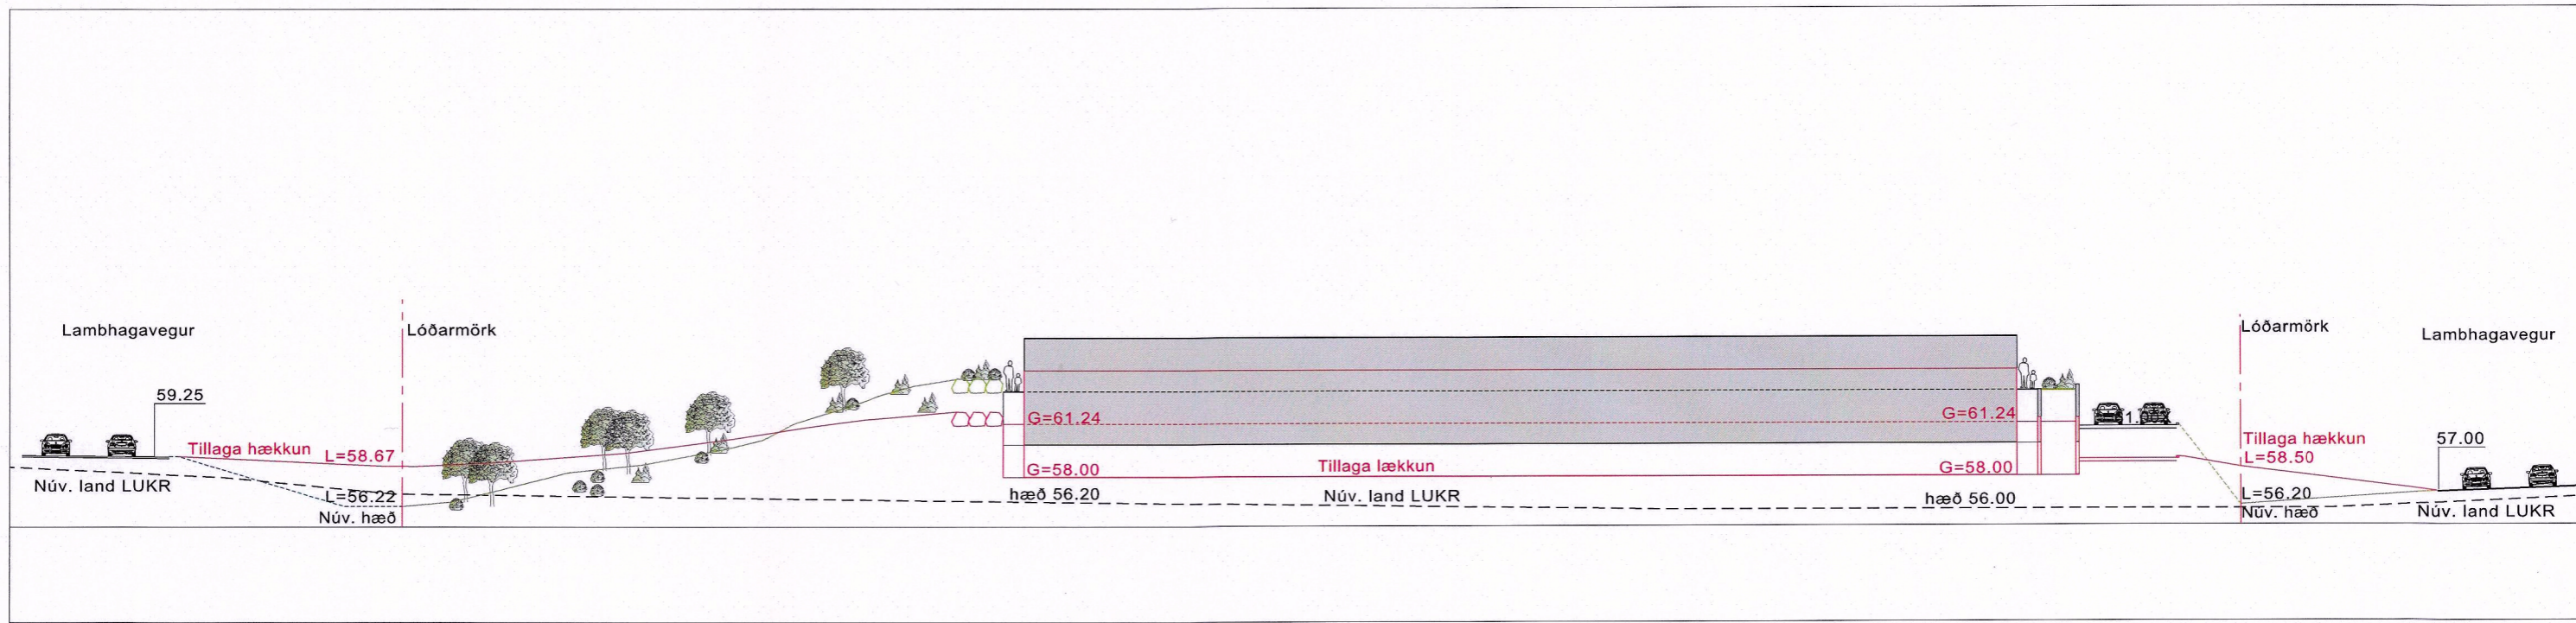 Lambhagavegur
Lóðarmörk
Lóðarmörk
Lambhagavegur
59.25
G=61.24
G=61.24
Tillaga hækkun
L=58.67
Tillaga hækkun
57.00
L=58.50
G=58.00
Tillaga lækkun
G=58.00
Núv. land LUKR
L=56.22
hæð 56.20
Núv. land LUKR
hæð 56.00
L=56.20
Núv. hæð
Núv. hæð
Núv. land LUKR